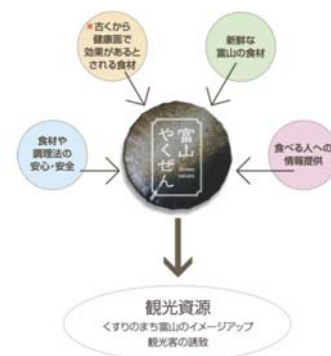 ※古くから
健康面で
効果があると
される食材
新鮮な
富山の食材
食材や
調理法の
安心・安全
富山
やくぜん
食べる人への
情報提供
観光資源
くすりのまち富山のイメージアップ
観光客の誘致